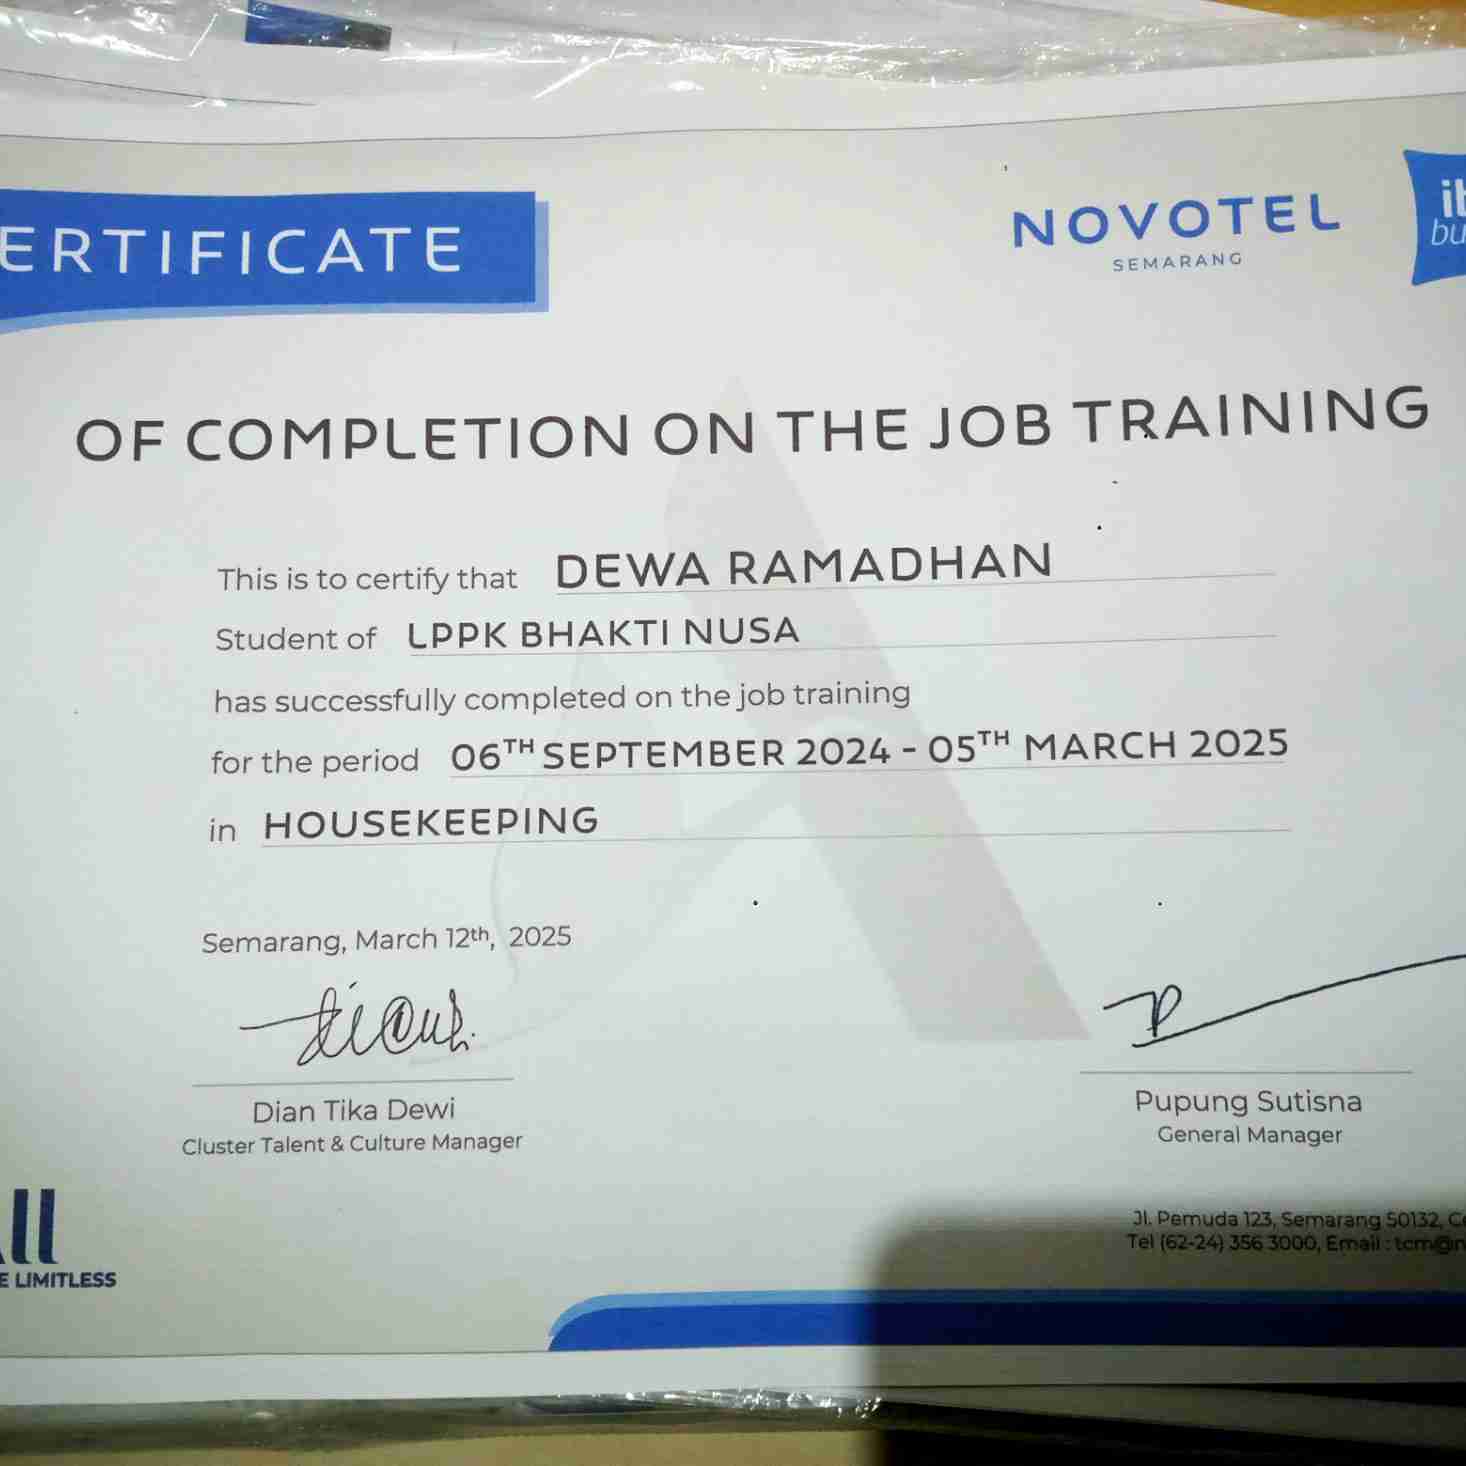 ERTIFICATE
NOVOTEL
SEMARANG
OF COMPLETION ON THE JOB TRAINING
This is to certify that DEWA RAMADHAN
Student of LPPK BHAKTI NUSA
has successfully completed on the job training
for the period 06TH SEPTEMBER 2024 - 05TH MARCH 2025
in HOUSEKEEPING
Semarang, March 12th, 2025
Dian Tika Dewi
Cluster Talent & Culture Manager
Pupung Sutisna
General Manager
LIMITLESS
Jl. Pemuda 123, Semarang 50132,
Tel (62-24) 356 3000, Email :